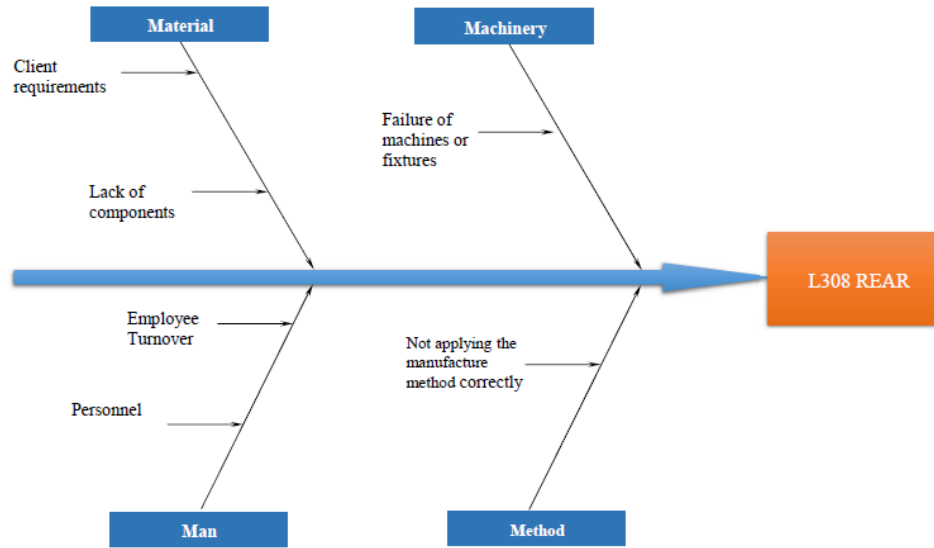 Material
Machinery
Client
requirements
Failure of
machines or
fixtures
Lack of
components
L308 REAR
Employee
Turnover
Not applying the
manufacture
method correctly
Personnel
Man
Method